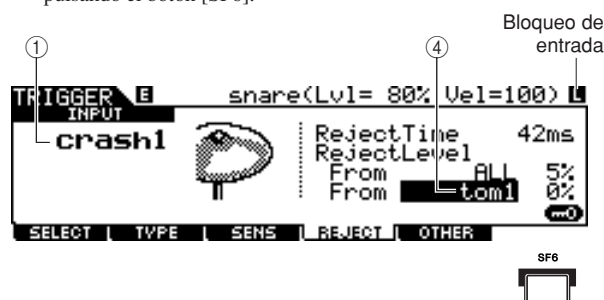 pulsando el botón [SF6].
Bloqueo de
entrada
1
4
TRIGGER E snare(Lvl= 80% Vel=100) L
INPUT
crash1
RejectTime 42ms
RejectLevel
From ALL 5%
From tom1 0%
SELECT TYPE SENS REJECT OTHER
SF6